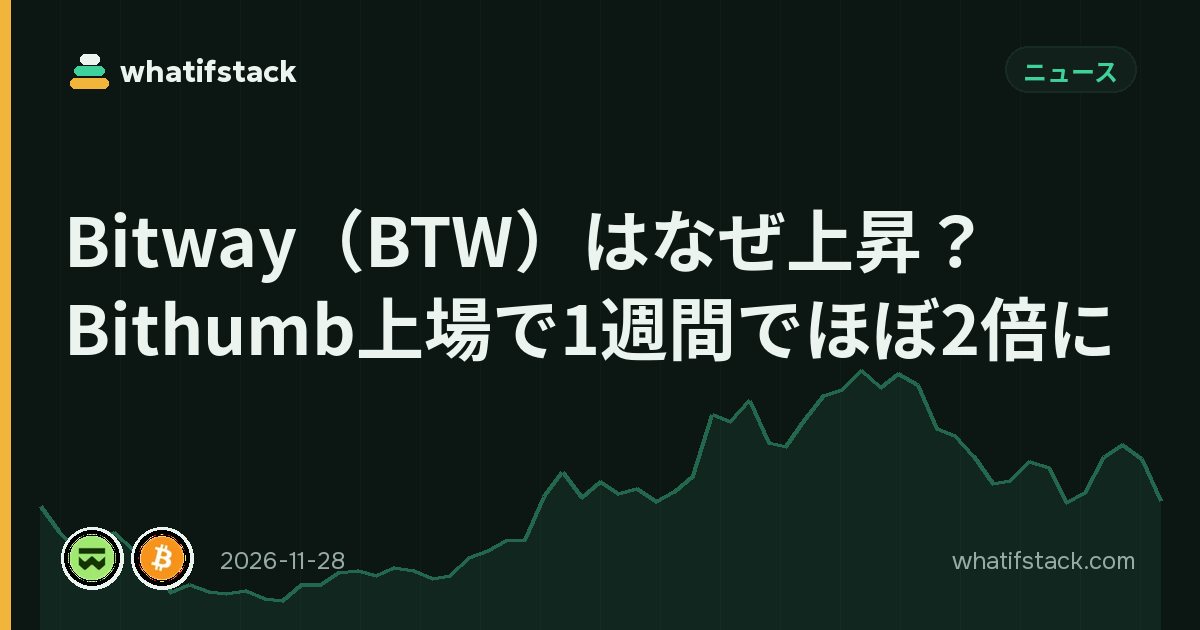 whatifstack
ニュース
Bitway（BTW）はなぜ上昇？
Bithumb上場で1週間でほぼ2倍に
2026-11-28
whatifstack.com